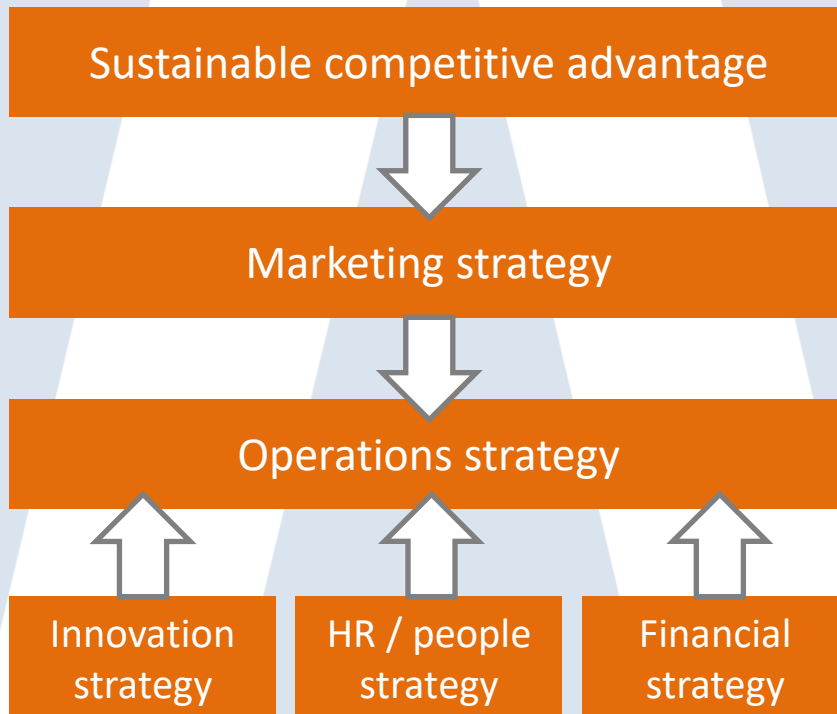 Sustainable competitive advantage
Marketing strategy
Operations strategy
Innovation
strategy
HR / people
strategy
Financial
strategy